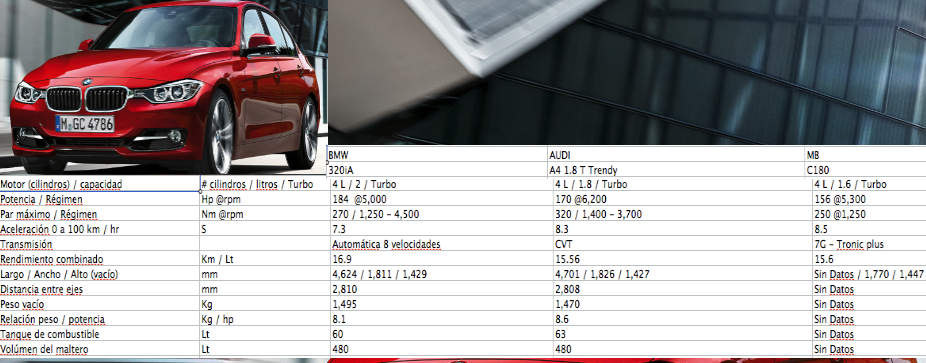 M GC 4786
BMW AUDI MB
320iA A4 1.8 T Trendy C180
Motor (cilindros) / capacidad # cilindros / litros / Turbo 4 L / 2 / Turbo 4 L / 1.8 / Turbo 4 L / 1.6 / Turbo
Potencia / Régimen Hp @rpm 184 @5,000 170 @6,200 156 @5,300
Par máximo / Régimen Nm @rpm 270 / 1,250 - 4,500 320 / 1,400 - 3,700 250 @1,250
Aceleración 0 a 100 km / hr S 7.3 8.3 8.5
Transmisión Automática 8 velocidades CVT 7G - Tronic plus
Rendimiento combinado Km / Lt 16.9 15.56 15.6
Largo / Ancho / Alto (vacío) mm 4,624 / 1,811 / 1,429 4,701 / 1,826 / 1,427 Sin Datos / 1,770 / 1,447
Distancia entre ejes mm 2,810 2,808 Sin Datos
Peso vacío Kg 1,495 1,470 Sin Datos
Relación peso / potencia Kg / hp 8.1 8.6 Sin Datos
Tanque de combustible Lt 60 63 Sin Datos
Volúmen del maltero Lt 480 480 Sin Datos